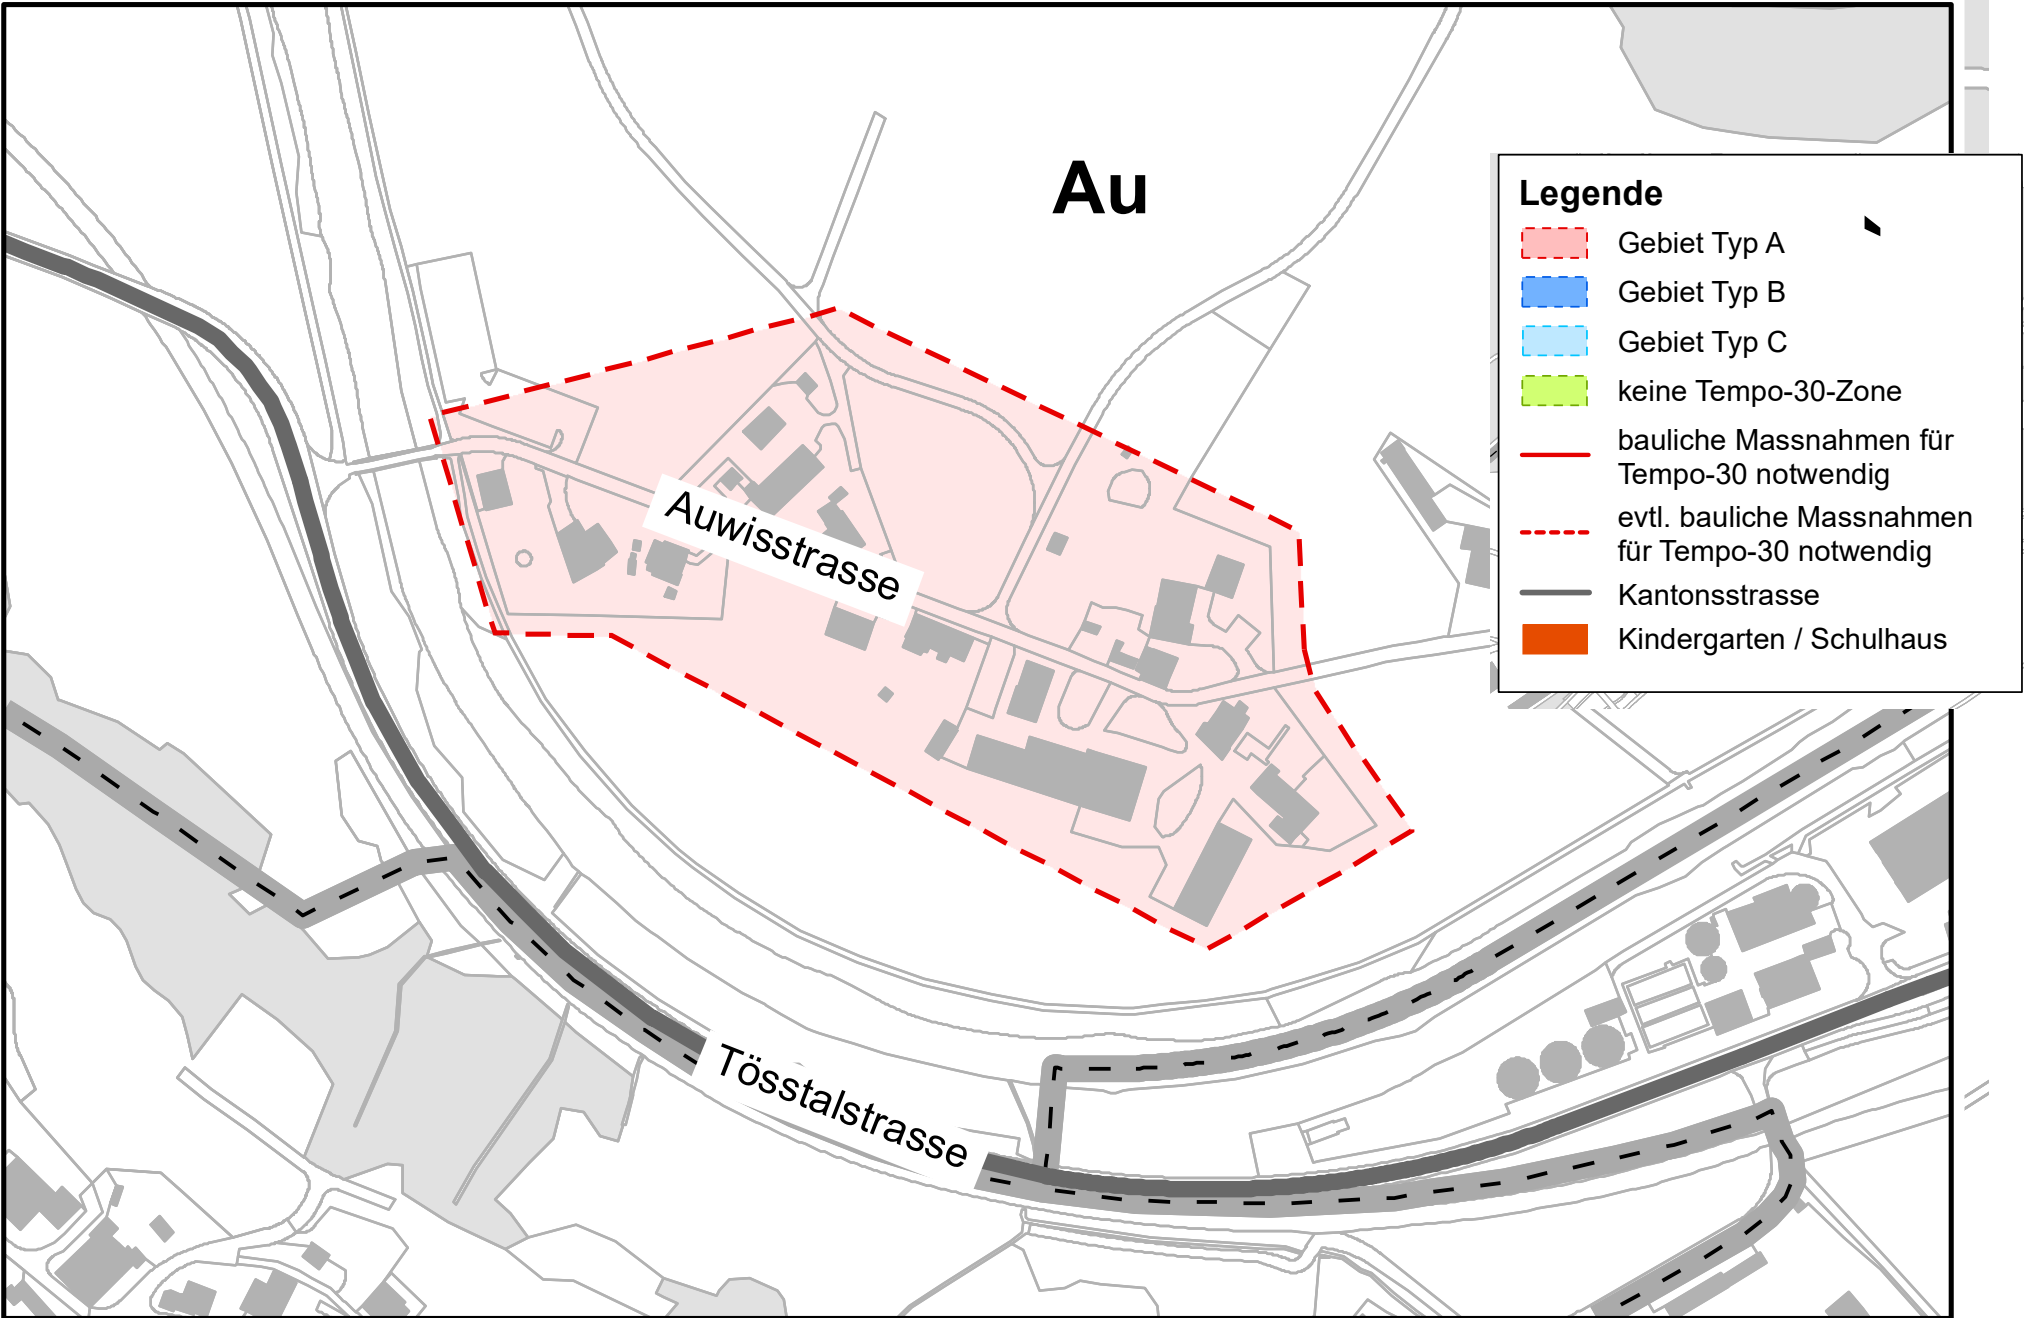 Au
Legende
Gebiet Typ A
Gebiet Typ B
Gebiet Typ C
keine Tempo-30-Zone
bauliche Massnahmen für
Tempo-30 notwendig
evtl. bauliche Massnahmen
für Tempo-30 notwendig
Kantonsstrasse
Kindergarten / Schulhaus
Auwisstrasse
Tösstalstrasse